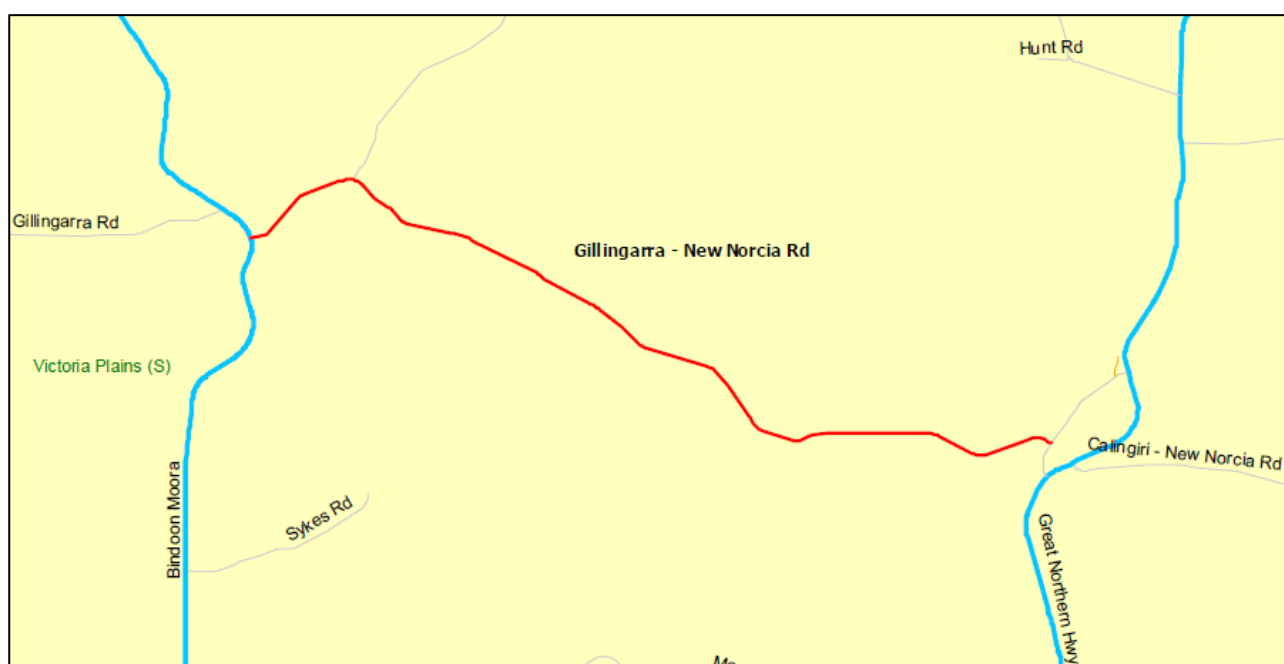 Hunt Rd
Gillingarra Rd
Gillingarra - New Norcia Rd
Victoria Plains (S)
Calingiri - New Norcia Rd
Bindoon Moora
Sykes Rd
Great Northern Hwy